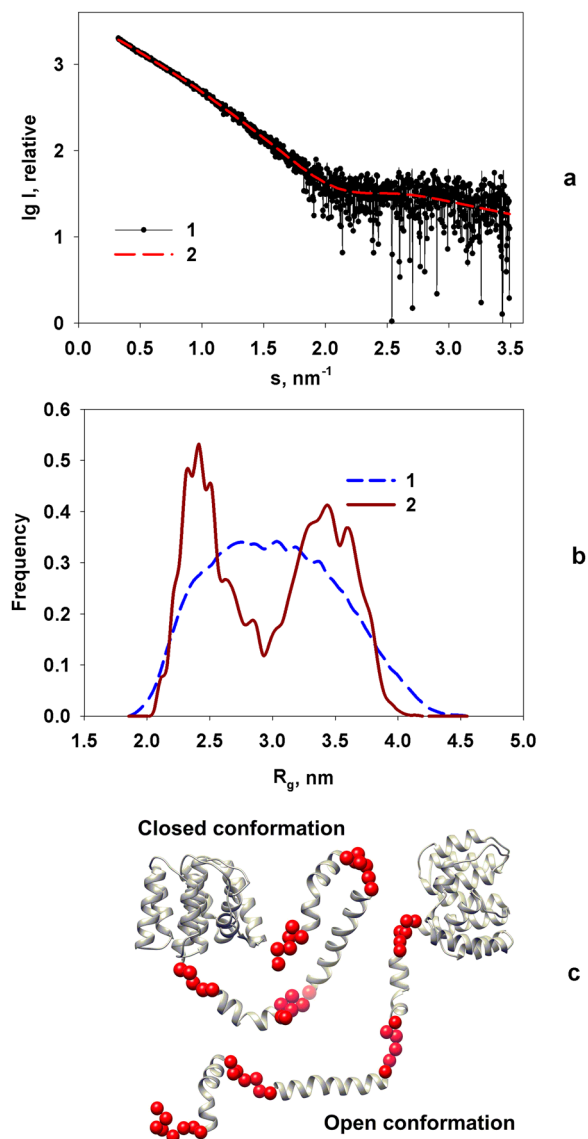 3
2
1
0
lg I, relative
1
2
0.0 0.5 1.0 1.5 2.0 2.5 3.0 3.5
s, nm⁻¹
a
0.6
0.5
0.4
0.3
0.2
0.1
0.0
Frequency
1
2
1.5 2.0 2.5 3.0 3.5 4.0 4.5 5.0
Rg, nm
b
Closed conformation
c
Open conformation